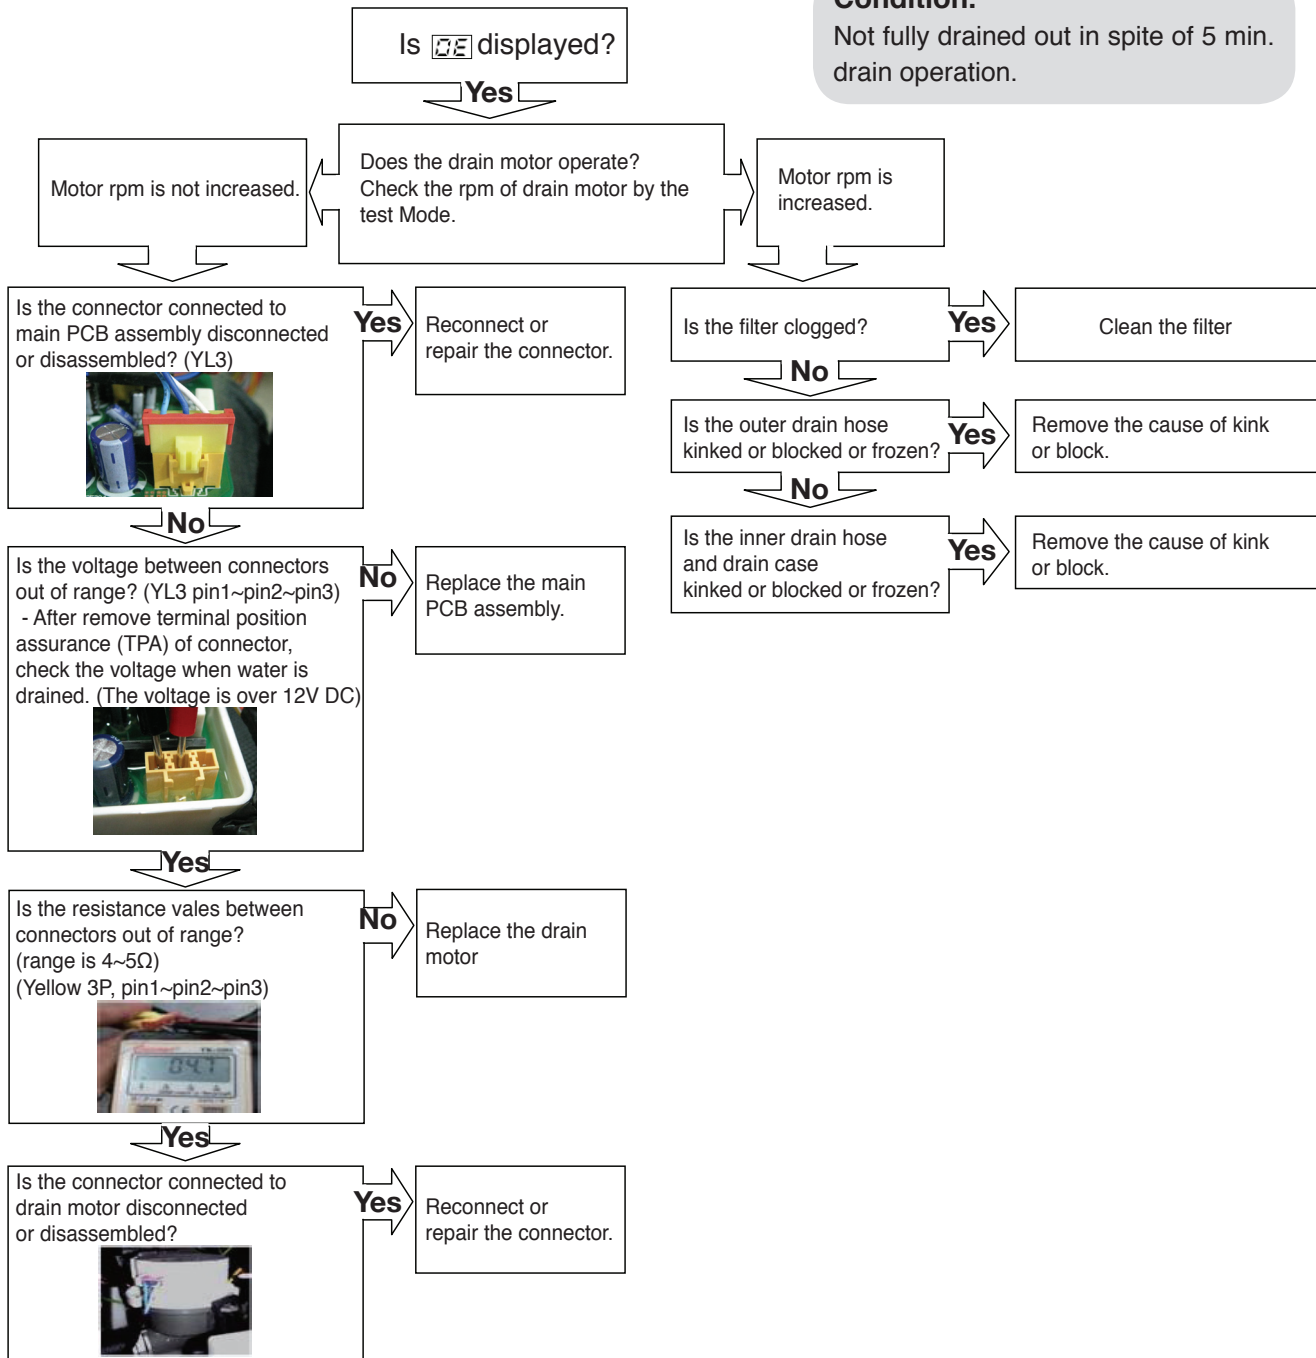 Condition:
Not fully drained out in spite of 5 min.
drain operation.
Is OE displayed?
Yes
Does the drain motor operate?
Check the rpm of drain motor by the
test Mode.
Motor rpm is not increased.
Motor rpm is
increased.
Is the connector connected to
main PCB assembly disconnected
or disassembled? (YL3)
Yes
Reconnect or
repair the connector.
No
Is the voltage between connectors
out of range? (YL3 pin1~pin2~pin3)
- After remove terminal position
assurance (TPA) of connector,
check the voltage when water is
drained. (The voltage is over 12V DC)
No
Replace the main
PCB assembly.
Yes
Is the resistance vales between
connectors out of range?
(range is 4~5Ω)
(Yellow 3P, pin1~pin2~pin3)
04.7
No
Replace the drain
motor
Yes
Is the connector connected to
drain motor disconnected
or disassembled?
Yes
Reconnect or
repair the connector.
Is the filter clogged?
Yes
Clean the filter
No
Is the outer drain hose
kinked or blocked or frozen?
Yes
Remove the cause of kink
or block.
No
Is the inner drain hose
and drain case
kinked or blocked or frozen?
Yes
Remove the cause of kink
or block.